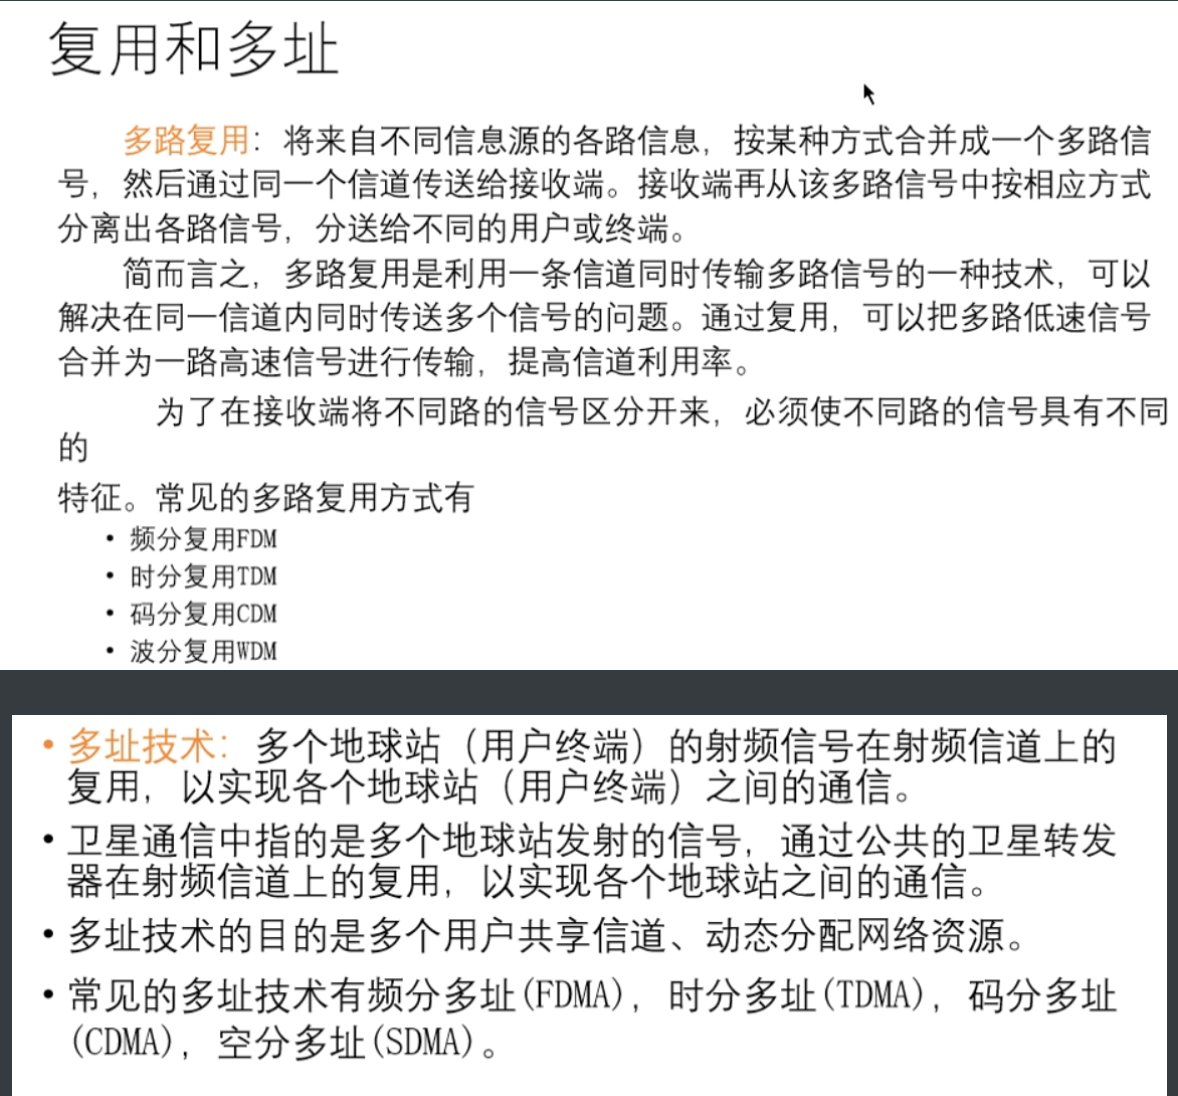 复用和多址
多路复用：将来自不同信息源的各路信息，按某种方式合并成一个多路信
号，然后通过同一个信道传送给接收端。接收端再从该多路信号中按相应方式
分离出各路信号，分送给不同的用户或终端。
简而言之，多路复用是利用一条信道同时传输多路信号的一种技术，可以
解决在同一信道内同时传送多个信号的问题。通过复用，可以把多路低速信号
合并为一路高速信号进行传输，提高信道利用率。
为了在接收端将不同路的信号区分开来，必须使不同路的信号具有不同
的
特征。常见的多路复用方式有
• 频分复用FDM
• 时分复用TDM
• 码分复用CDM
• 波分复用WDM
• 多址技术：多个地球站（用户终端）的射频信号在射频信道上的
复用，以实现各个地球站（用户终端）之间的通信。
• 卫星通信中指的是多个地球站发射的信号，通过公共的卫星转发
器在射频信道上的复用，以实现各个地球站之间的通信。
• 多址技术的目的是多个用户共享信道、动态分配网络资源。
• 常见的多址技术有频分多址(FDMA)，时分多址(TDMA)，码分多址
(CDMA)，空分多址(SDMA)。